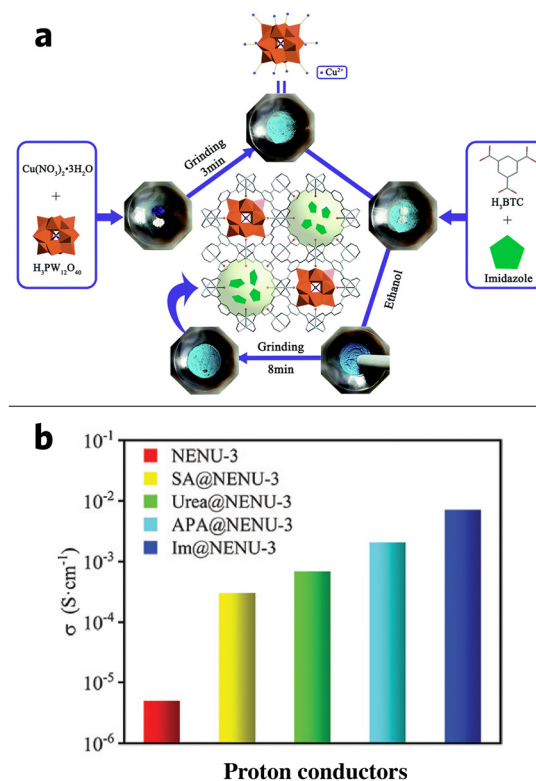 a
• Cu²⁺
Grinding
3min
Cu(NO₃)₂•3H₂O
+
H₃PW₁₂O₄₀
H₃BTC
+
Imidazole
Ethanol
Grinding
8min
b
10⁻¹
10⁻²
10⁻³
10⁻⁴
10⁻⁵
10⁻⁶
σ (S·cm⁻¹)
NENU-3
SA@NENU-3
Urea@NENU-3
APA@NENU-3
Im@NENU-3
Proton conductors